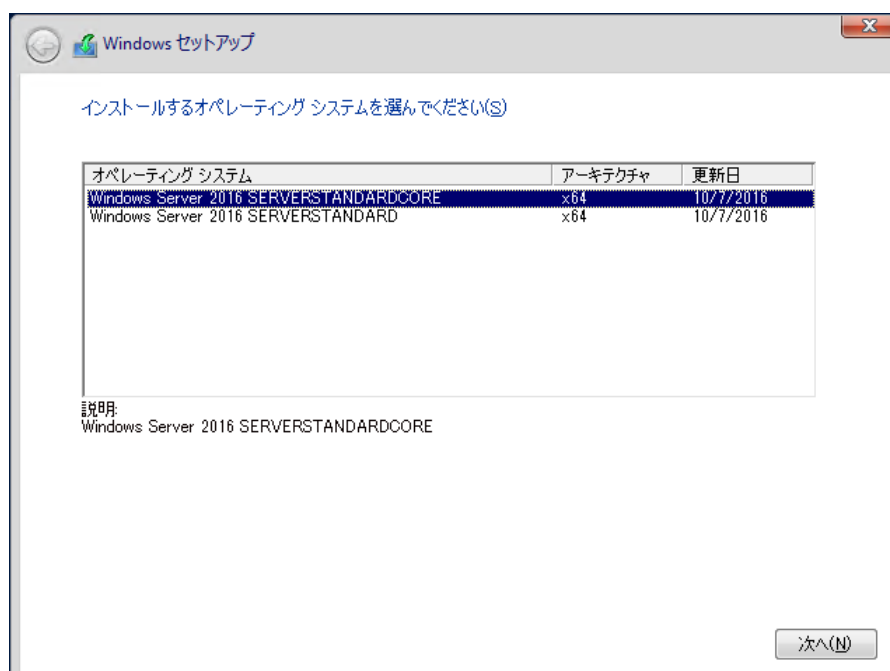 Windows セットアップ
インストールするオペレーティング システムを選んでください(S)
オペレーティング システム アーキテクチャ 更新日
Windows Server 2016 SERVERSTANDARDCORE x64 10/7/2016
Windows Server 2016 SERVERSTANDARD x64 10/7/2016
説明:
Windows Server 2016 SERVERSTANDARDCORE
次へ(N)